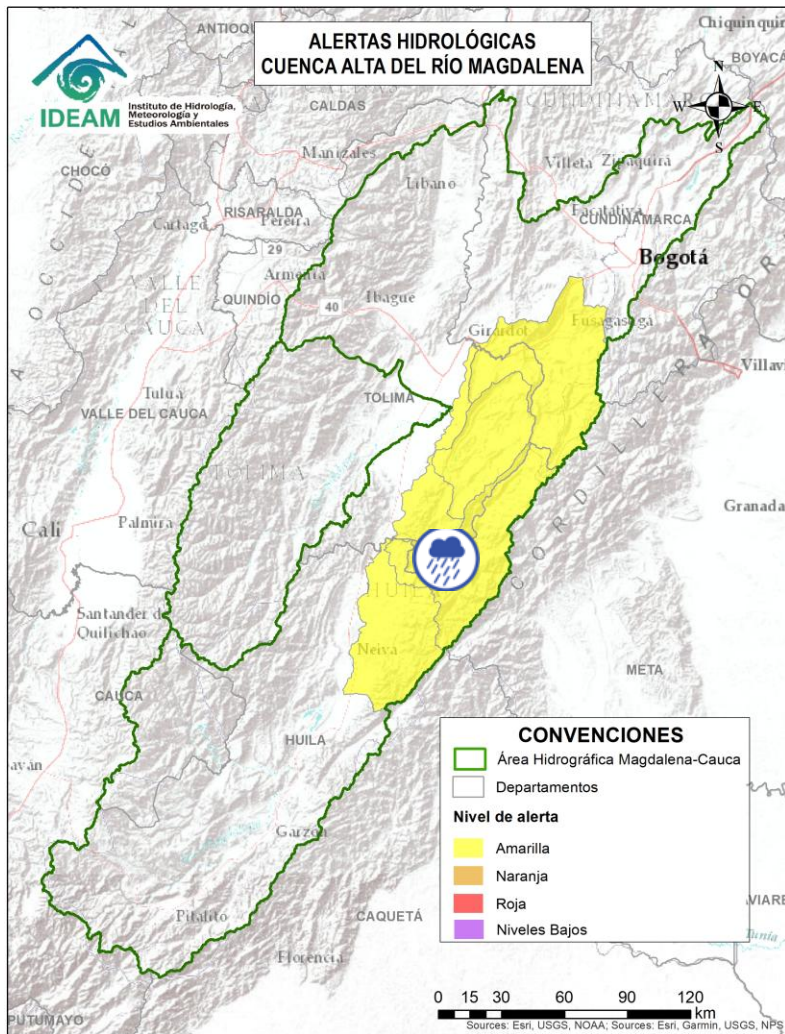 ALERTAS HIDROLÓGICAS
CUENCA ALTA DEL RÍO MAGDALENA
IDEAM
Instituto de Hidrología,
Meteorología y
Estudios Ambientales
Chiquinquirá
BOYACÁ
N
W
E
S
CALDAS
Manizales
CHOCÓ
Líbano
Villeta
Zipaquirá
RISARALDA
Pereira
Cartago
Facatativá
CUNDINAMARCA
29
Armenia
Bogotá
VALLE
DEL
CAUCA
QUINDÍO
40
Ibague
Girardot
Fusagasugá
Tuluá
TOLIMA
VALLE DEL CAUCA
TOLIMA
CORDILLERA
Granada
Cali
Palmira
HUILA
Santander de
Quilichao
Neiva
META
CAUCA
HUILA
Garzón
Pitalito
CAQUETÁ
Florencia
PUTUMAYO
CONVENCIONES
Área Hidrográfica Magdalena-Cauca
Departamentos
Nivel de alerta
Amarilla
Naranja
Roja
Niveles Bajos
Tunía
0 15 30 60 90 120
km
Sources: Esri, USGS, NOAA; Sources: Esri, Garmin, USGS, NPS